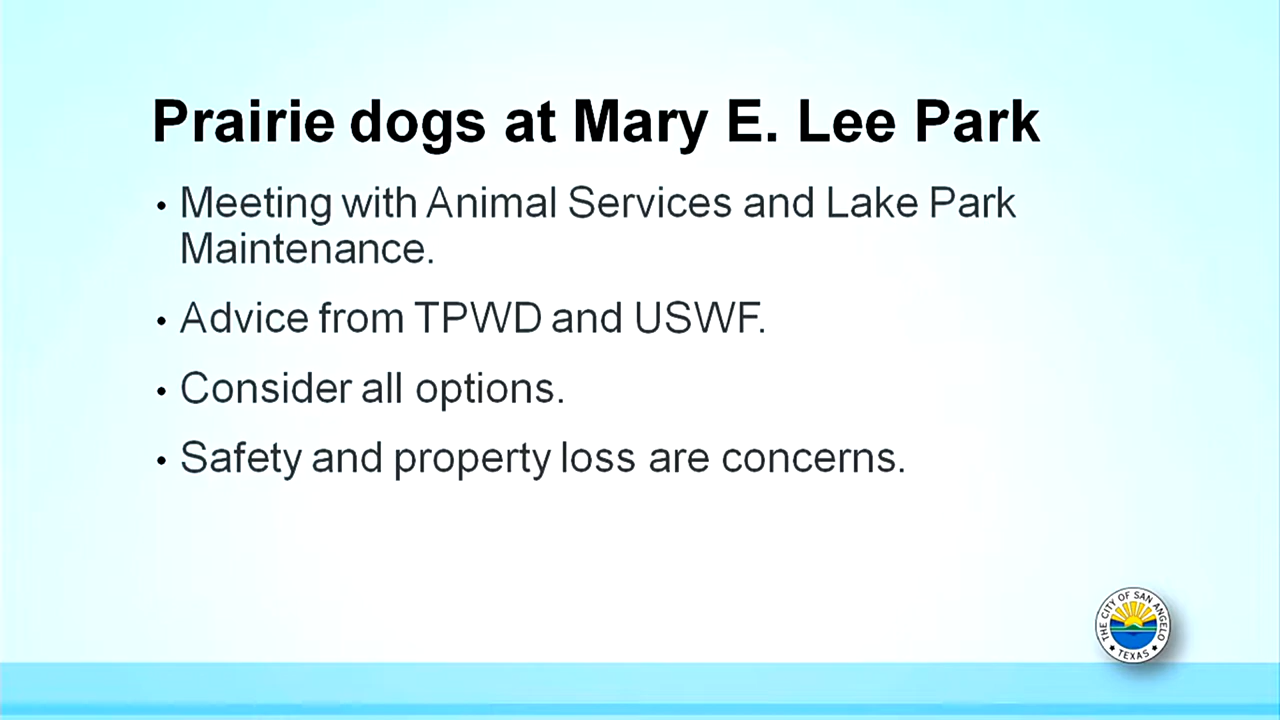 Prairie dogs at Mary E. Lee Park
• Meeting with Animal Services and Lake Park
Maintenance.
• Advice from TPWD and USWF.
• Consider all options.
• Safety and property loss are concerns.
THE CITY OF SAN ANGELO
TEXAS